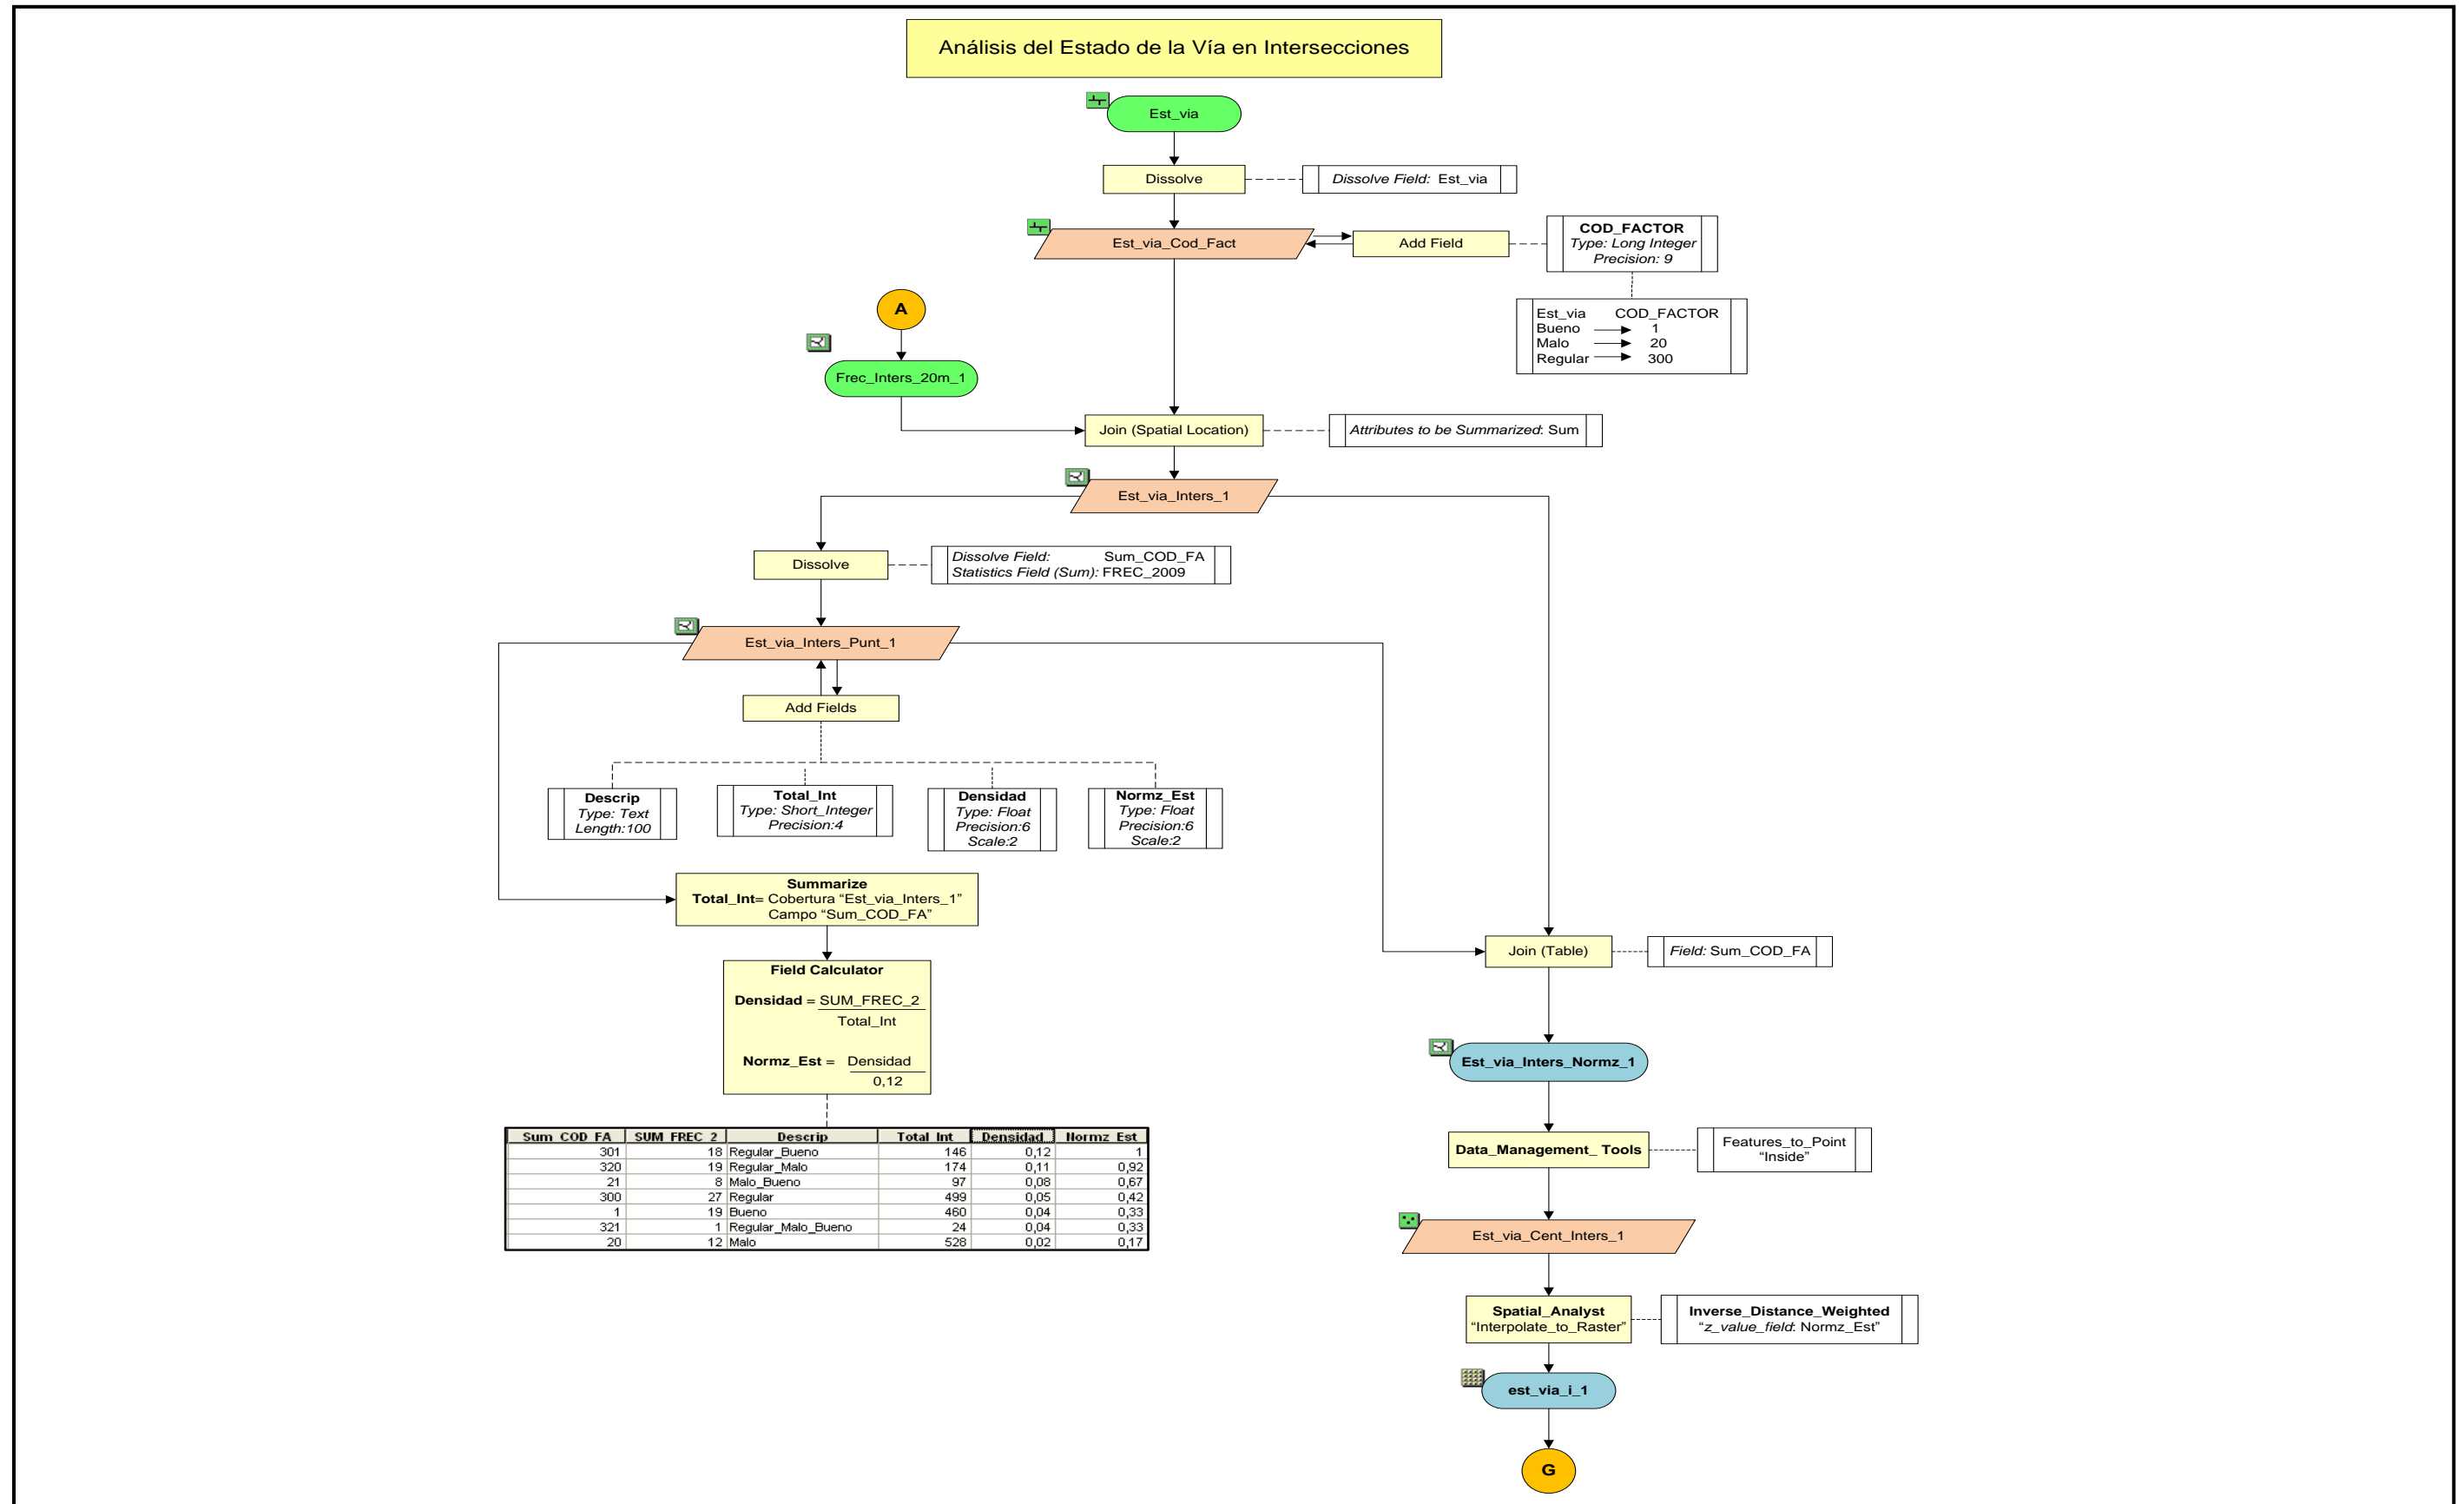 Análisis del Estado de la Vía en Intersecciones
Est_via
Dissolve
Dissolve Field: Est_via
Est_via_Cod_Fact
Add Field
COD_FACTOR
Type: Long Integer
Precision: 9
Est_via COD_FACTOR
Bueno 1
Malo 20
Regular 300
A
Frec_Inters_20m_1
Join (Spatial Location)
Attributes to be Summarized: Sum
Est_via_Inters_1
Dissolve
Dissolve Field: Sum_COD_FA
Statistics Field (Sum): FREC_2009
Est_via_Inters_Punt_1
Add Fields
Descrip
Type: Text
Length:100
Total_Int
Type: Short_Integer
Precision:4
Densidad
Type: Float
Precision:6
Scale:2
Normz_Est
Type: Float
Precision:6
Scale:2
Summarize
Total_Int= Cobertura “Est_via_Inters_1”
Campo “Sum_COD_FA”
Field Calculator
Densidad = SUM_FREC_2
Total_Int
Normz_Est = Densidad
0,12
Sum_COD_FA SUM_FREC_2 Descrip Total_Int Densidad Normz_Est
301 18 Regular_Bueno 146 0,12 1
320 19 Regular_Malo 174 0,11 0,92
21 8 Malo_Bueno 97 0,08 0,67
300 27 Regular 499 0,05 0,42
1 19 Bueno 460 0,04 0,33
321 1 Regular_Malo_Bueno 24 0,04 0,33
20 12 Malo 528 0,02 0,17
Join (Table)
Field: Sum_COD_FA
Est_via_Inters_Normz_1
Data_Management_ Tools
Features_to_Point
“Inside”
Est_via_Cent_Inters_1
Spatial_Analyst
“Interpolate_to_Raster”
Inverse_Distance_Weighted
“z_value_field: Normz_Est”
est_via_i_1
G